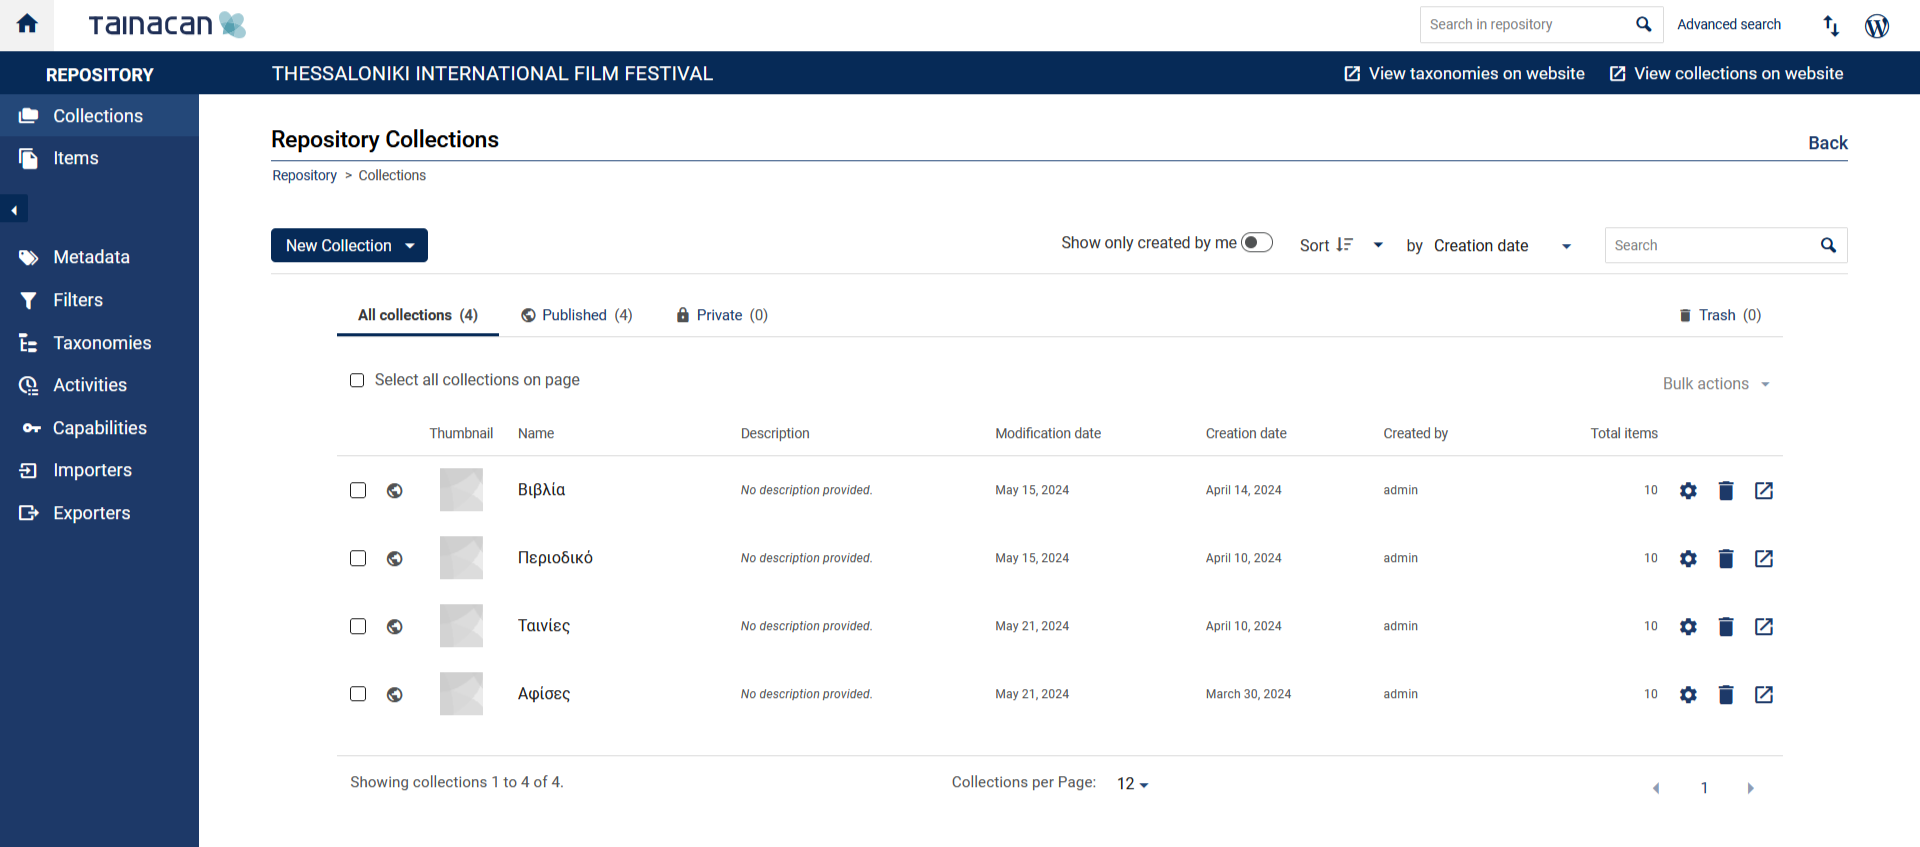 TAINACAN
Search in repository
Advanced search
REPOSITORY
THESSALONIKI INTERNATIONAL FILM FESTIVAL
View taxonomies on website
View collections on website
Collections
Items
Metadata
Filters
Taxonomies
Activities
Capabilities
Importers
Exporters
Repository Collections
Back
Repository > Collections
New Collection
Show only created by me
Sort
by Creation date
Search
All collections (4)
Published (4)
Private (0)
Trash (0)
Select all collections on page
Bulk actions
Thumbnail Name Description Modification date Creation date Created by Total items
Βιβλία No description provided. May 15, 2024 April 14, 2024 admin 10
Περιοδικό No description provided. May 15, 2024 April 10, 2024 admin 10
Ταινίες No description provided. May 21, 2024 April 10, 2024 admin 10
Αφίσες No description provided. May 21, 2024 March 30, 2024 admin 10
Showing collections 1 to 4 of 4.
Collections per Page: 12
1